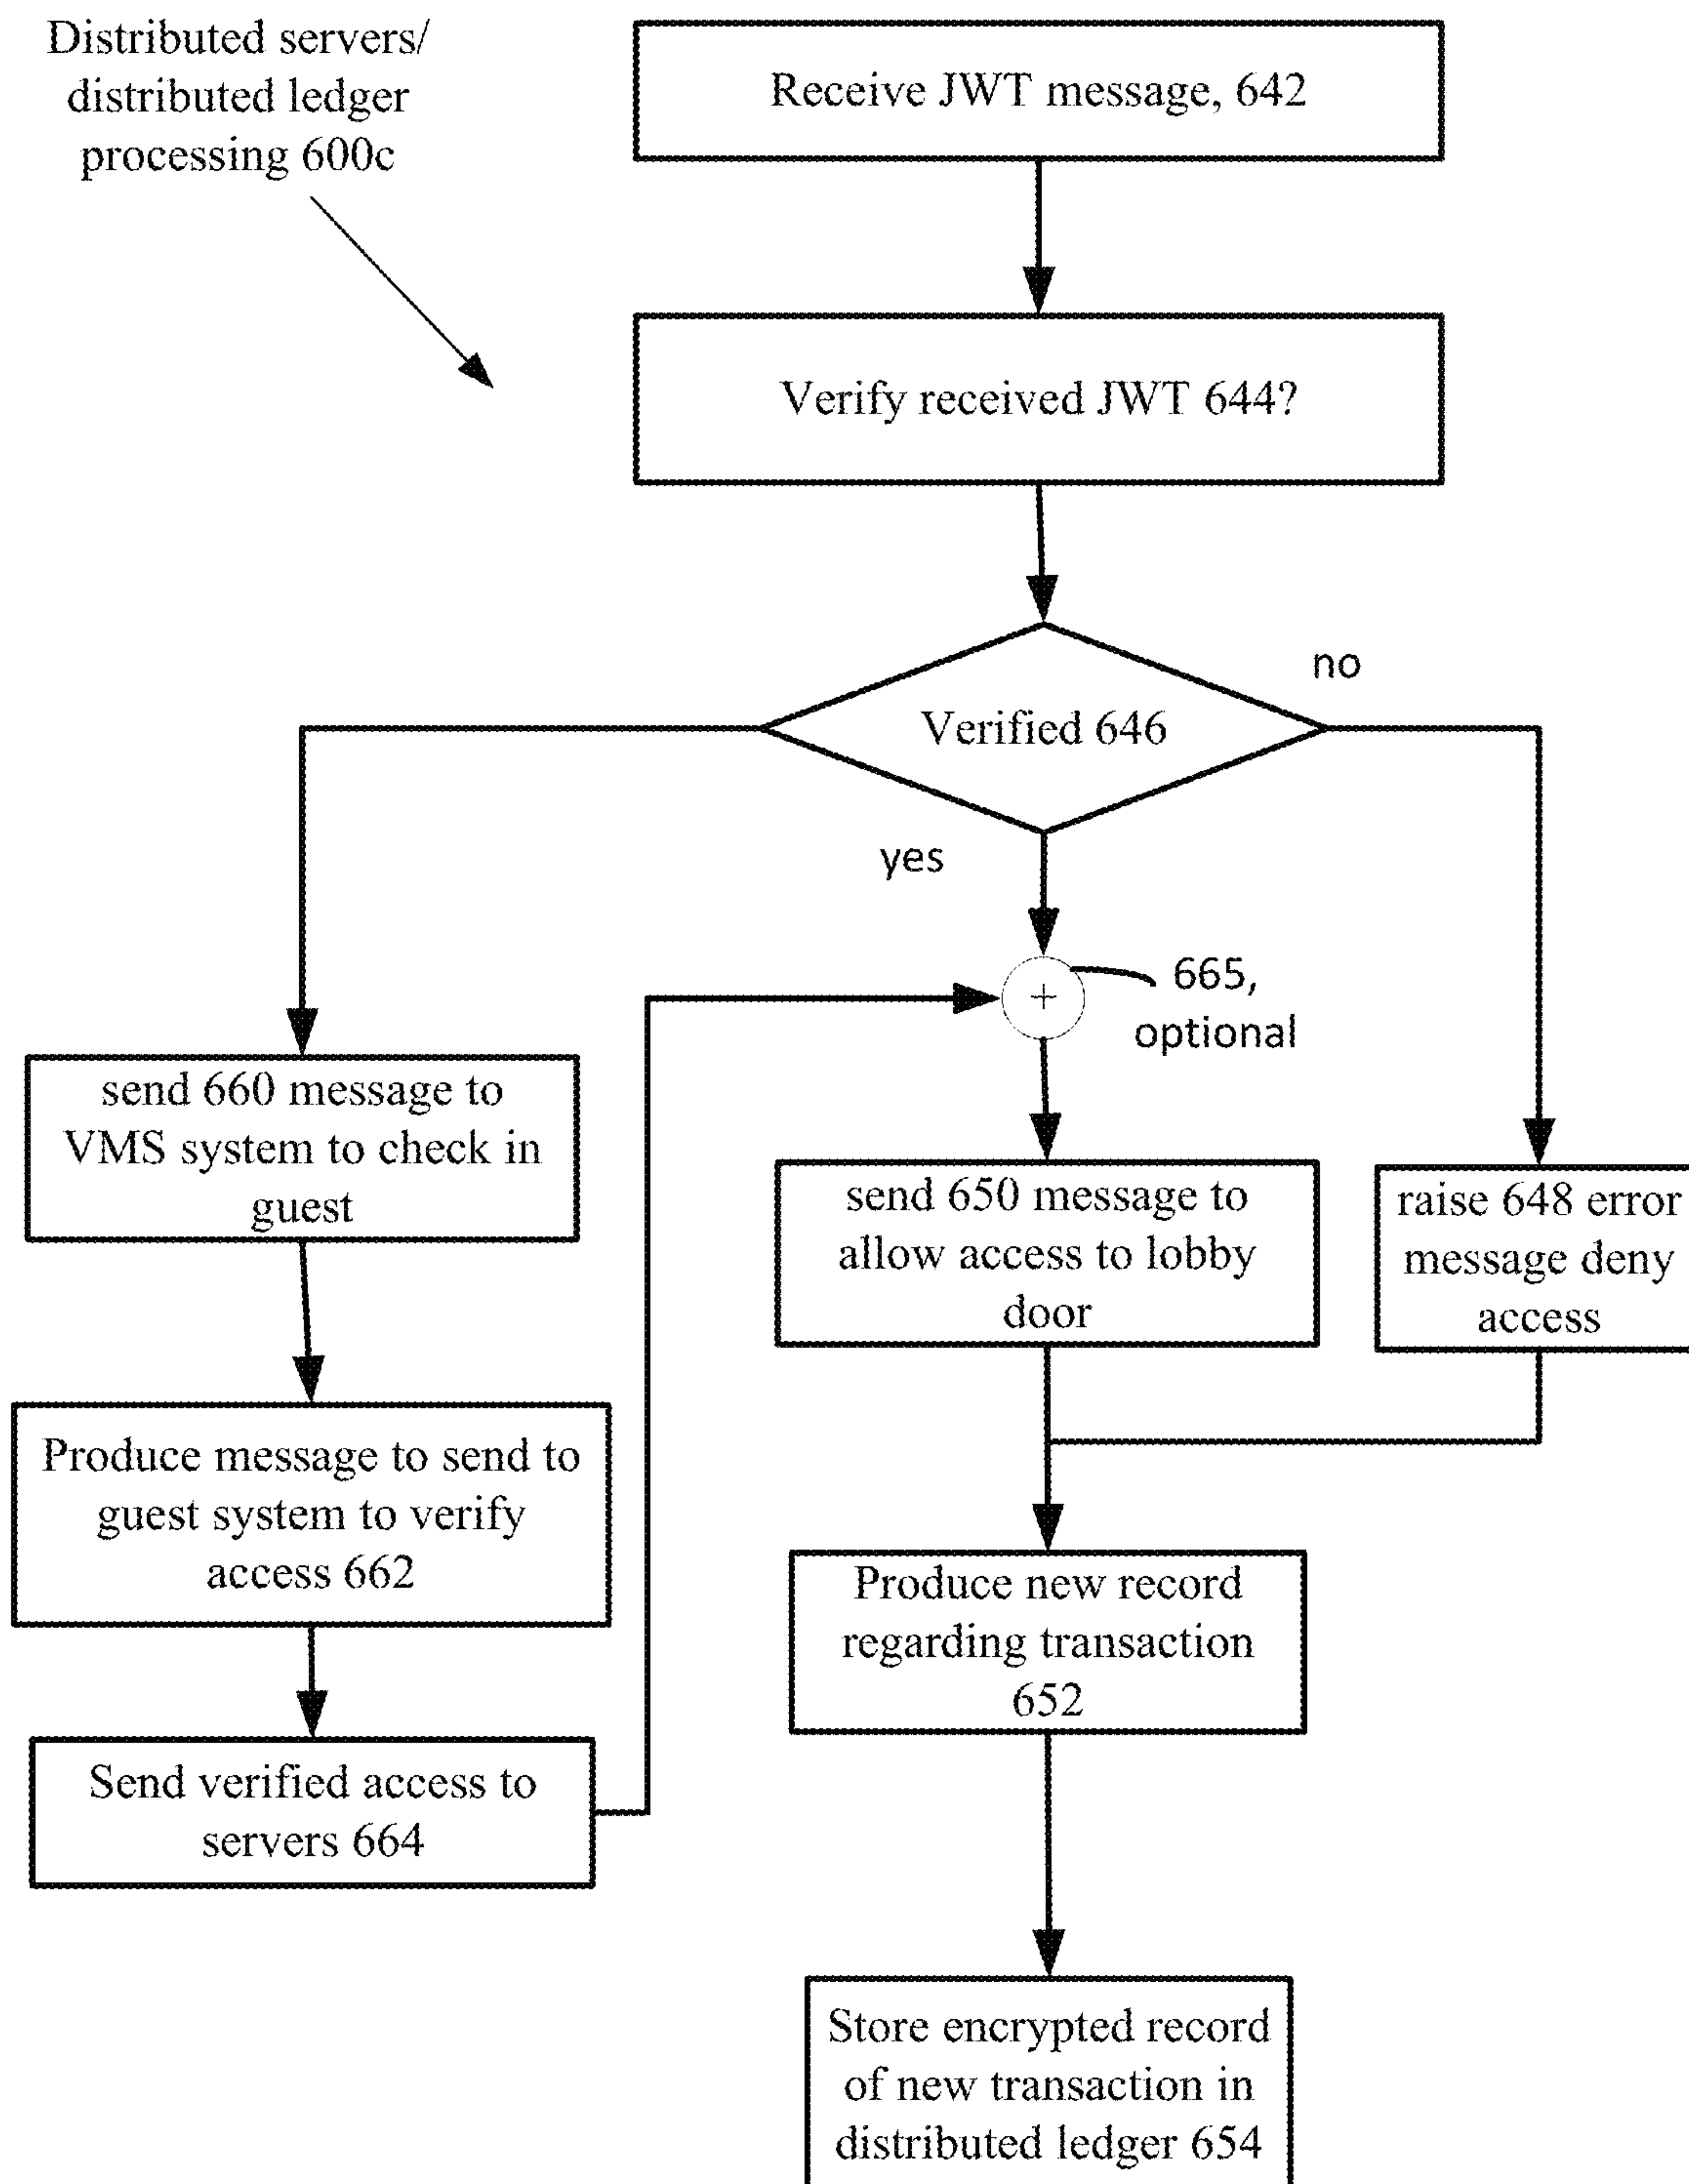 Distributed servers/
distributed ledger
processing 600c
Receive JWT message, 642
Verify received JWT 644?
no
Verified 646
yes
+
665,
optional
send 660 message to
VMS system to check in
guest
send 650 message to
allow access to lobby
door
raise 648 error
message deny
access
Produce message to send to
guest system to verify
access 662
Produce new record
regarding transaction
652
Send verified access to
servers 664
Store encrypted record
of new transaction in
distributed ledger 654